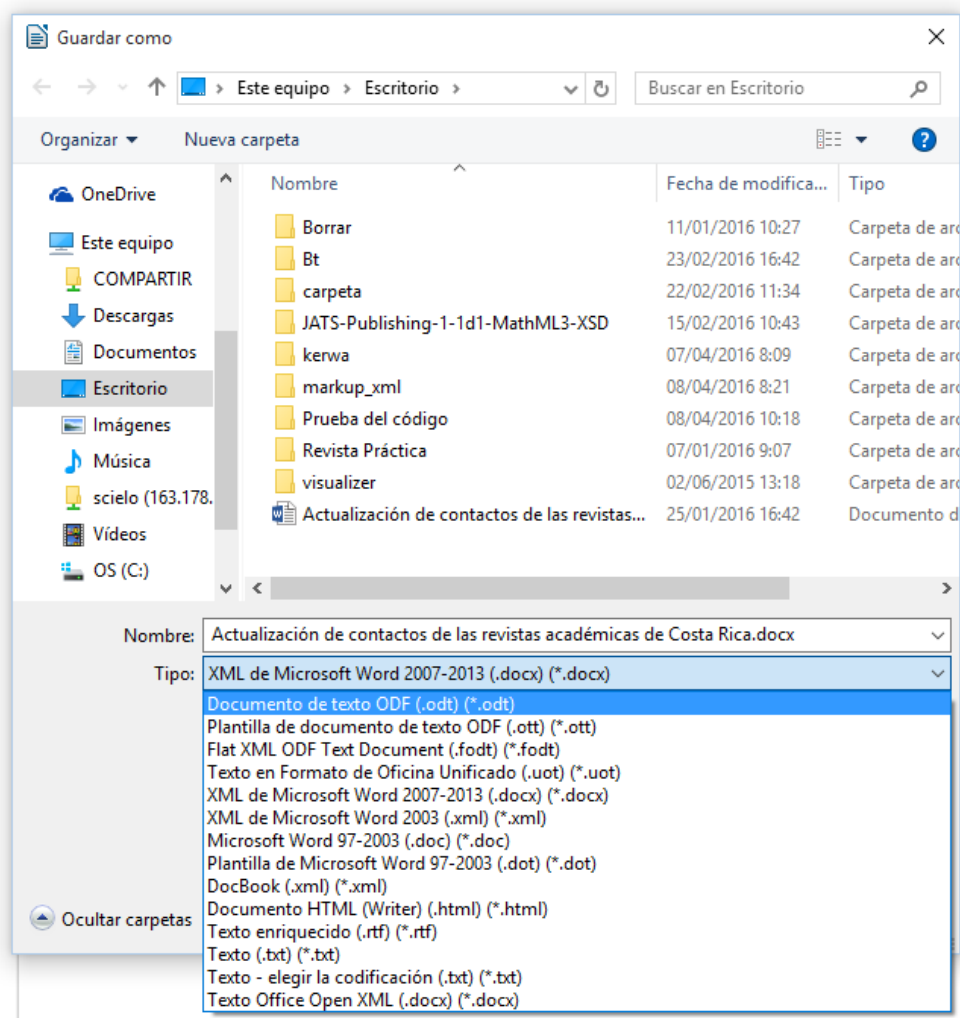 Guardar como
Este equipo > Escritorio >
Buscar en Escritorio
Organizar
Nueva carpeta
?
OneDrive
Este equipo
COMPARTIR
Descargas
Documentos
Escritorio
Imágenes
Música
scielo (163.178.
Vídeos
OS (C:)
Nombre Fecha de modifica... Tipo
Borrar 11/01/2016 10:27 Carpeta de arc
Bt 23/02/2016 16:42 Carpeta de arc
carpeta 22/02/2016 11:34 Carpeta de arc
JATS-Publishing-1-1d1-MathML3-XSD 15/02/2016 10:43 Carpeta de arc
kerwa 07/04/2016 8:09 Carpeta de arc
markup_xml 08/04/2016 8:21 Carpeta de arc
Prueba del código 08/04/2016 10:18 Carpeta de arc
Revista Práctica 07/01/2016 9:07 Carpeta de arc
visualizer 02/06/2015 13:18 Carpeta de arc
Actualización de contactos de las revistas... 25/01/2016 16:42 Documento d
Nombre: Actualización de contactos de las revistas académicas de Costa Rica.docx
Tipo: XML de Microsoft Word 2007-2013 (.docx) (*.docx)
Documento de texto ODF (.odt) (*.odt)
Plantilla de documento de texto ODF (.ott) (*.ott)
Flat XML ODF Text Document (.fodt) (*.fodt)
Texto en Formato de Oficina Unificado (.uot) (*.uot)
XML de Microsoft Word 2007-2013 (.docx) (*.docx)
XML de Microsoft Word 2003 (.xml) (*.xml)
Microsoft Word 97-2003 (.doc) (*.doc)
Plantilla de Microsoft Word 97-2003 (.dot) (*.dot)
DocBook (.xml) (*.xml)
Documento HTML (Writer) (.html) (*.html)
Texto enriquecido (.rtf) (*.rtf)
Texto (.txt) (*.txt)
Texto - elegir la codificación (.txt) (*.txt)
Texto Office Open XML (.docx) (*.docx)
Ocultar carpetas